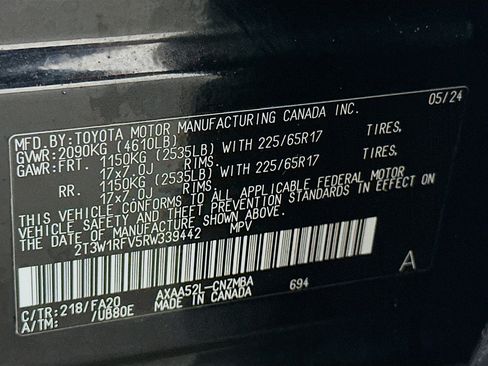 MFD.BY:TOYOTA MOTOR MANUFACTURING CANADA INC. 05/24
GVWR:2090KG (4610LB)
GAWR:FRT. 1150KG (2535LB) WITH 225/65R17 TIRES,
17x7.0J RIMS,
RR. 1150KG (2535LB) WITH 225/65R17 TIRES,
17x7.0J RIMS.
THIS VEHICLE CONFORMS TO ALL APPLICABLE FEDERAL MOTOR
VEHICLE SAFETY AND THEFT PREVENTION STANDARDS IN EFFECT ON
THE DATE OF MANUFACTURE SHOWN ABOVE.
2T3W1RFV5RW339442 MPV
C/TR:218/FA20 AXAA52L-CNZMBA 694 A
A/TM: /UB80E MADE IN CANADA